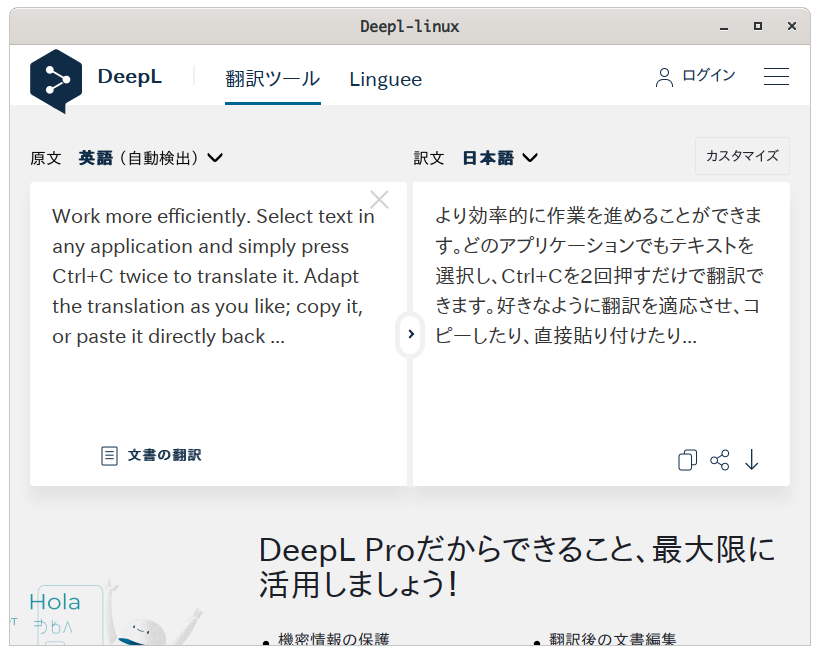 Deepl-linux
DeepL 翻訳ツール Linguee ログイン
原文 英語 (自動検出) 訳文 日本語 カスタマイズ
Work more efficiently. Select text in
any application and simply press
Ctrl+C twice to translate it. Adapt
the translation as you like; copy it,
or paste it directly back ...
より効率的に作業を進めることができま
す。どのアプリケーションでもテキストを
選択し、Ctrl+Cを2回押すだけで翻訳で
きます。好きなように翻訳を適応させ、コ
ピーしたり、直接貼り付けたり...
文書の翻訳
DeepL Proだからできること、最大限に
活用しましょう!
Hola
• 機密情報の保護
• 翻訳後の文書編集